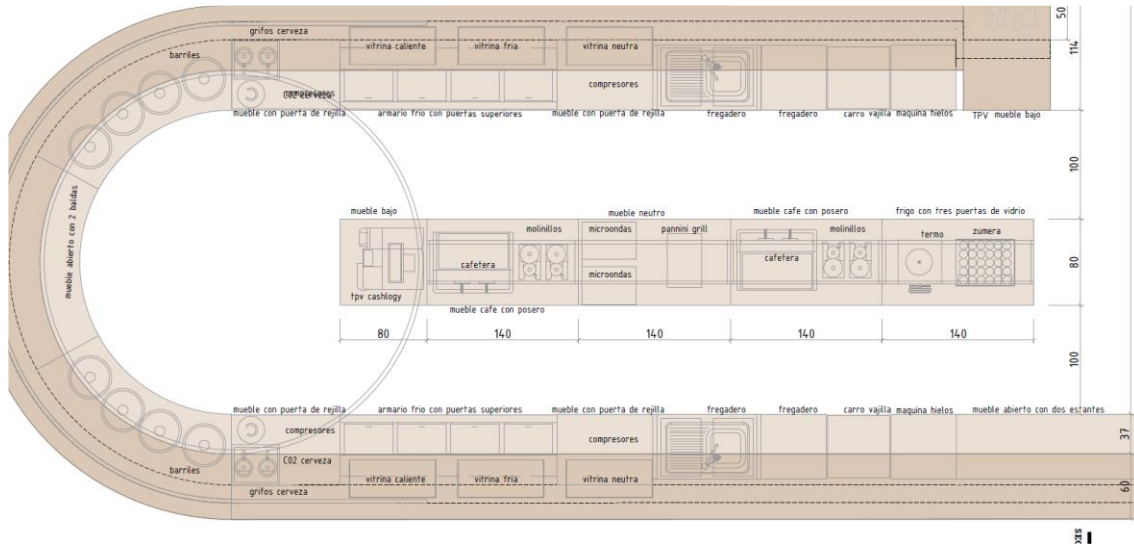 50
grifos cerveza
vitrina caliente
vitrina fria
vitrina neutra
114
barriles
compresores
CO2 cerveza
compresores
mueble con puerta de rejilla
armario frio con puertas superiores
mueble con puerta de rejilla
fregadero
fregadero
carro vajilla
maquina hielos
TPV mueble bajo
100
mueble abierto con 2 baldas
mueble bajo
mueble neutro
mueble cafe con posero
frigo con tres puertas de vidrio
molinillos
microondas
pannini grill
molinillos
termo
zumera
cafetera
cafetera
80
microondas
tpv cashlogy
mueble cafe con posero
80
140
140
140
140
100
mueble con puerta de rejilla
armario frio con puertas superiores
mueble con puerta de rejilla
fregadero
fregadero
carro vajilla
maquina hielos
mueble abierto con dos estantes
compresores
compresores
37
CO2 cerveza
barriles
vitrina caliente
vitrina fria
vitrina neutra
60
grifos cerveza